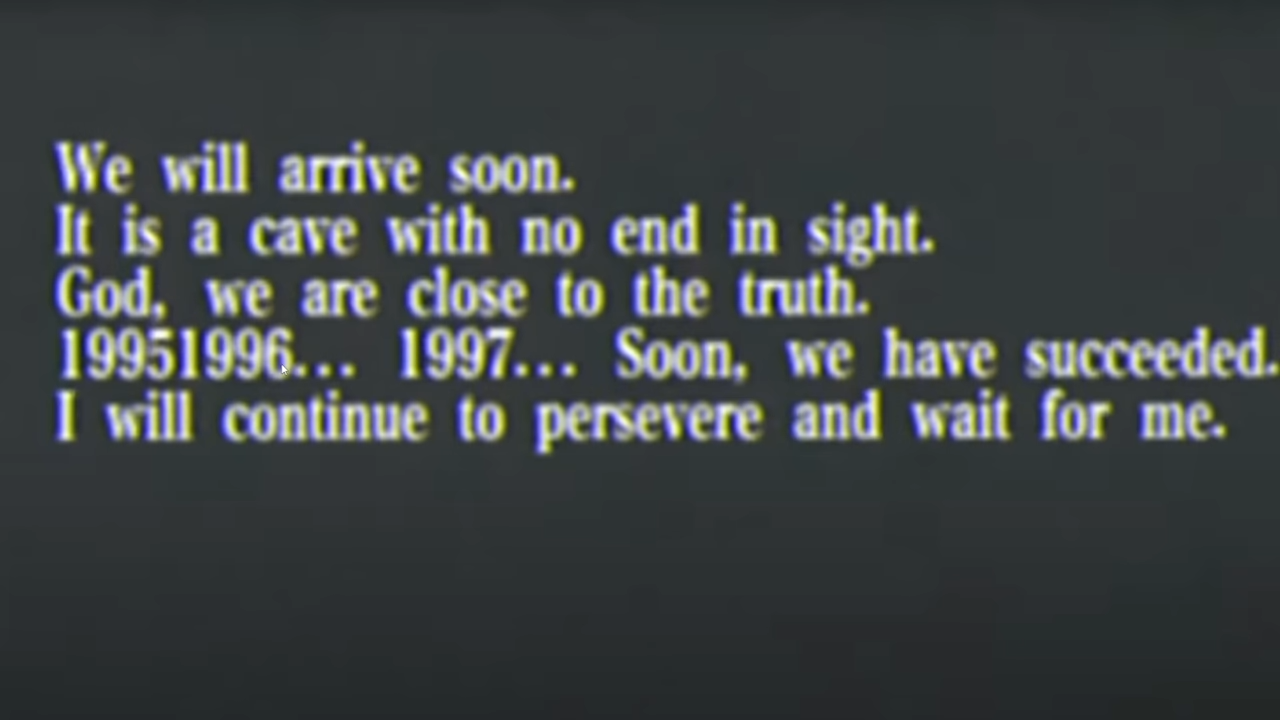 We will arrive soon.
It is a cave with no end in sight.
God, we are close to the truth.
19951996... 1997... Soon, we have succeeded.
I will continue to persevere and wait for me.